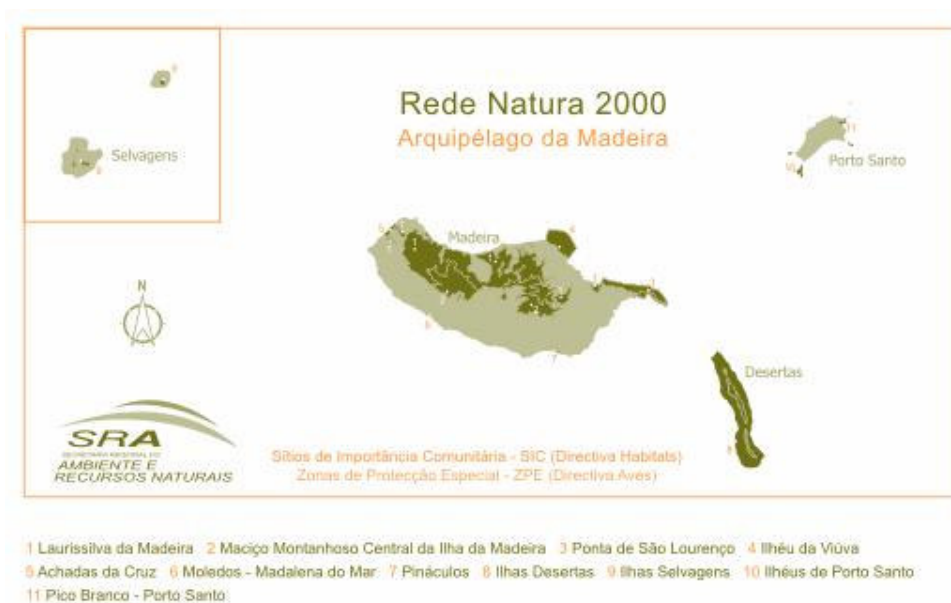 Rede Natura 2000
Arquipélago da Madeira
Selvagens
Porto Santo
Madeira
N
Desertas
SRA
SECRETARIA REGIONAL DO
AMBIENTE E
RECURSOS NATURAIS
Sítios de Importância Comunitária - SIC (Directiva Habitats)
Zonas de Protecção Especial - ZPE (Directiva Aves)
1 Laurissilva da Madeira 2 Maciço Montanhoso Central da Ilha da Madeira 3 Ponta de São Lourenço 4 Ilhéu da Viúva
5 Achadas da Cruz 6 Moledos - Madalena do Mar 7 Pináculos 8 Ilhas Desertas 9 Ilhas Selvagens 10 Ilhéus de Porto Santo
11 Pico Branco - Porto Santo